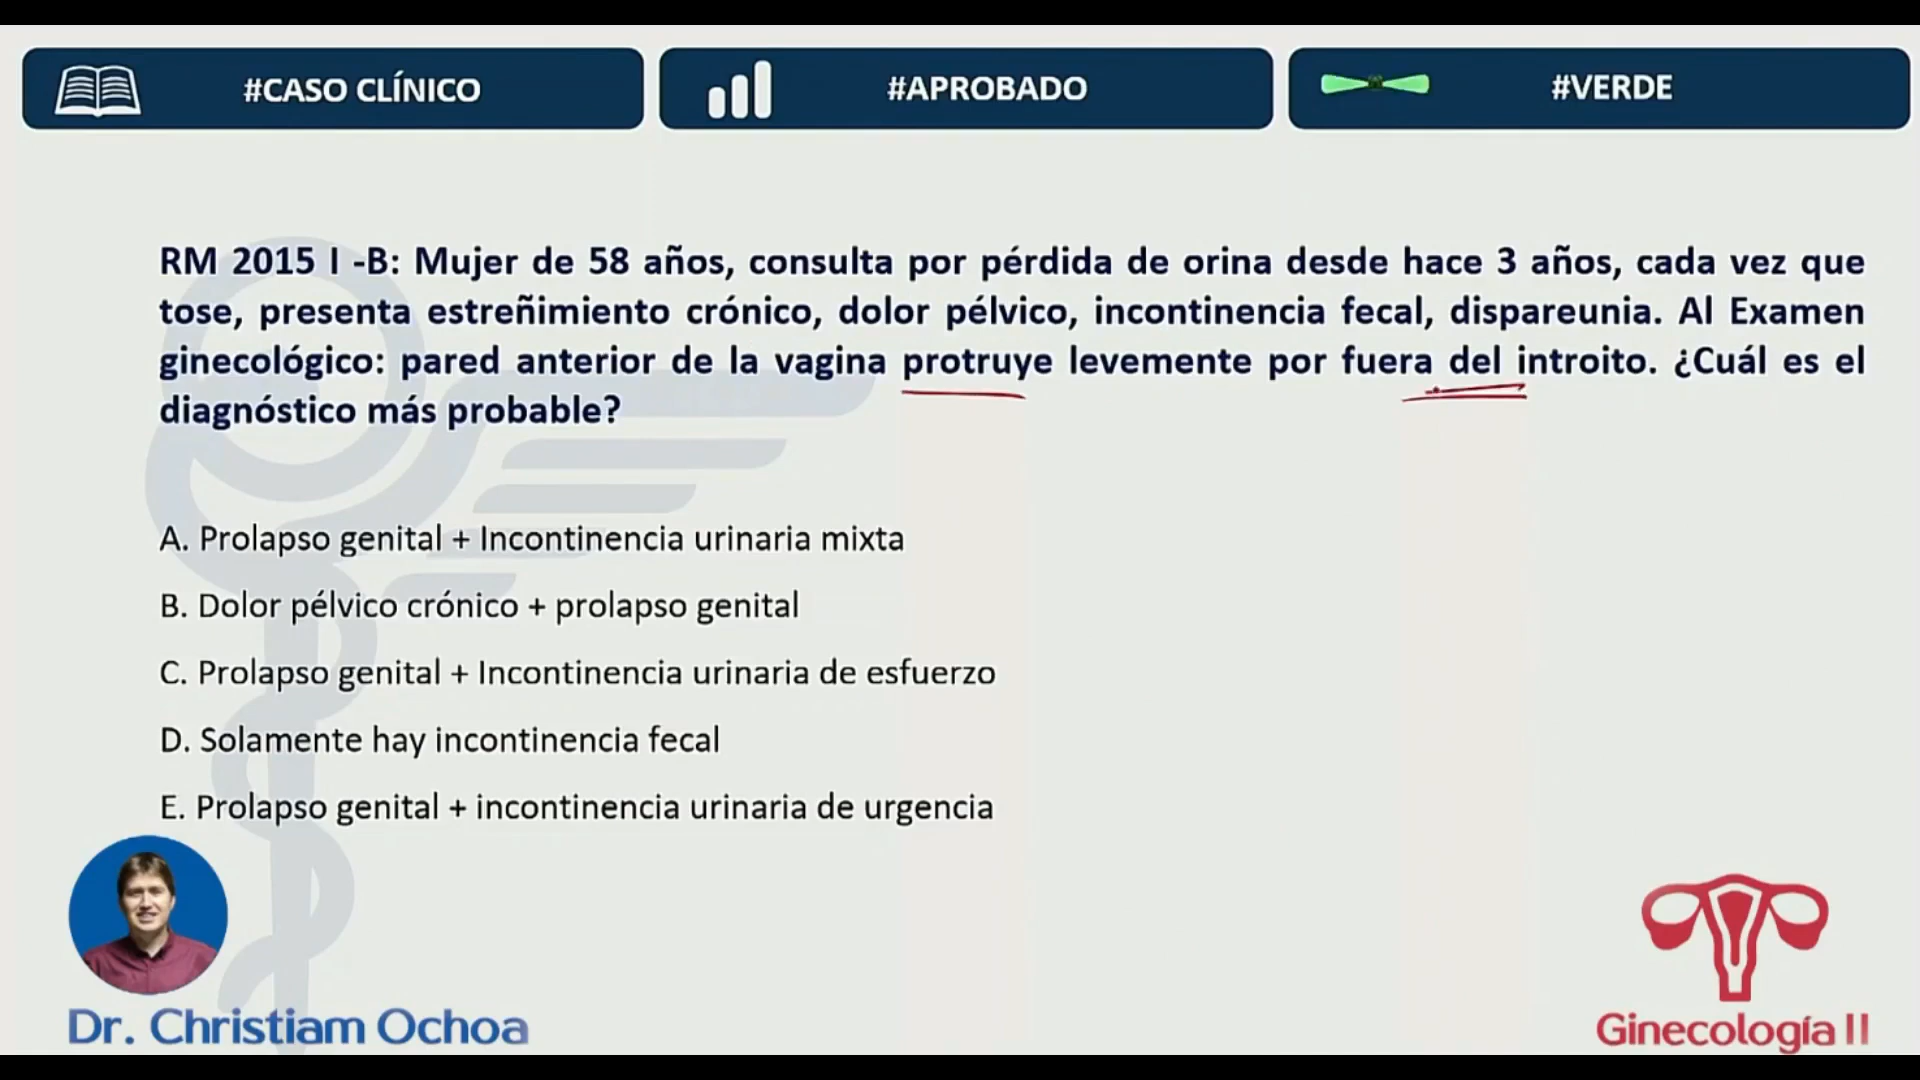 #CASO CLÍNICO
#APROBADO
#VERDE
RM 2015 I -B: Mujer de 58 años, consulta por pérdida de orina desde hace 3 años, cada vez que
tose, presenta estreñimiento crónico, dolor pélvico, incontinencia fecal, dispareunia. Al Examen
ginecológico: pared anterior de la vagina protruye levemente por fuera del introito. ¿Cuál es el
diagnóstico más probable?
A. Prolapso genital + Incontinencia urinaria mixta
B. Dolor pélvico crónico + prolapso genital
C. Prolapso genital + Incontinencia urinaria de esfuerzo
D. Solamente hay incontinencia fecal
E. Prolapso genital + incontinencia urinaria de urgencia
Dr. Christiam Ochoa
Ginecología II